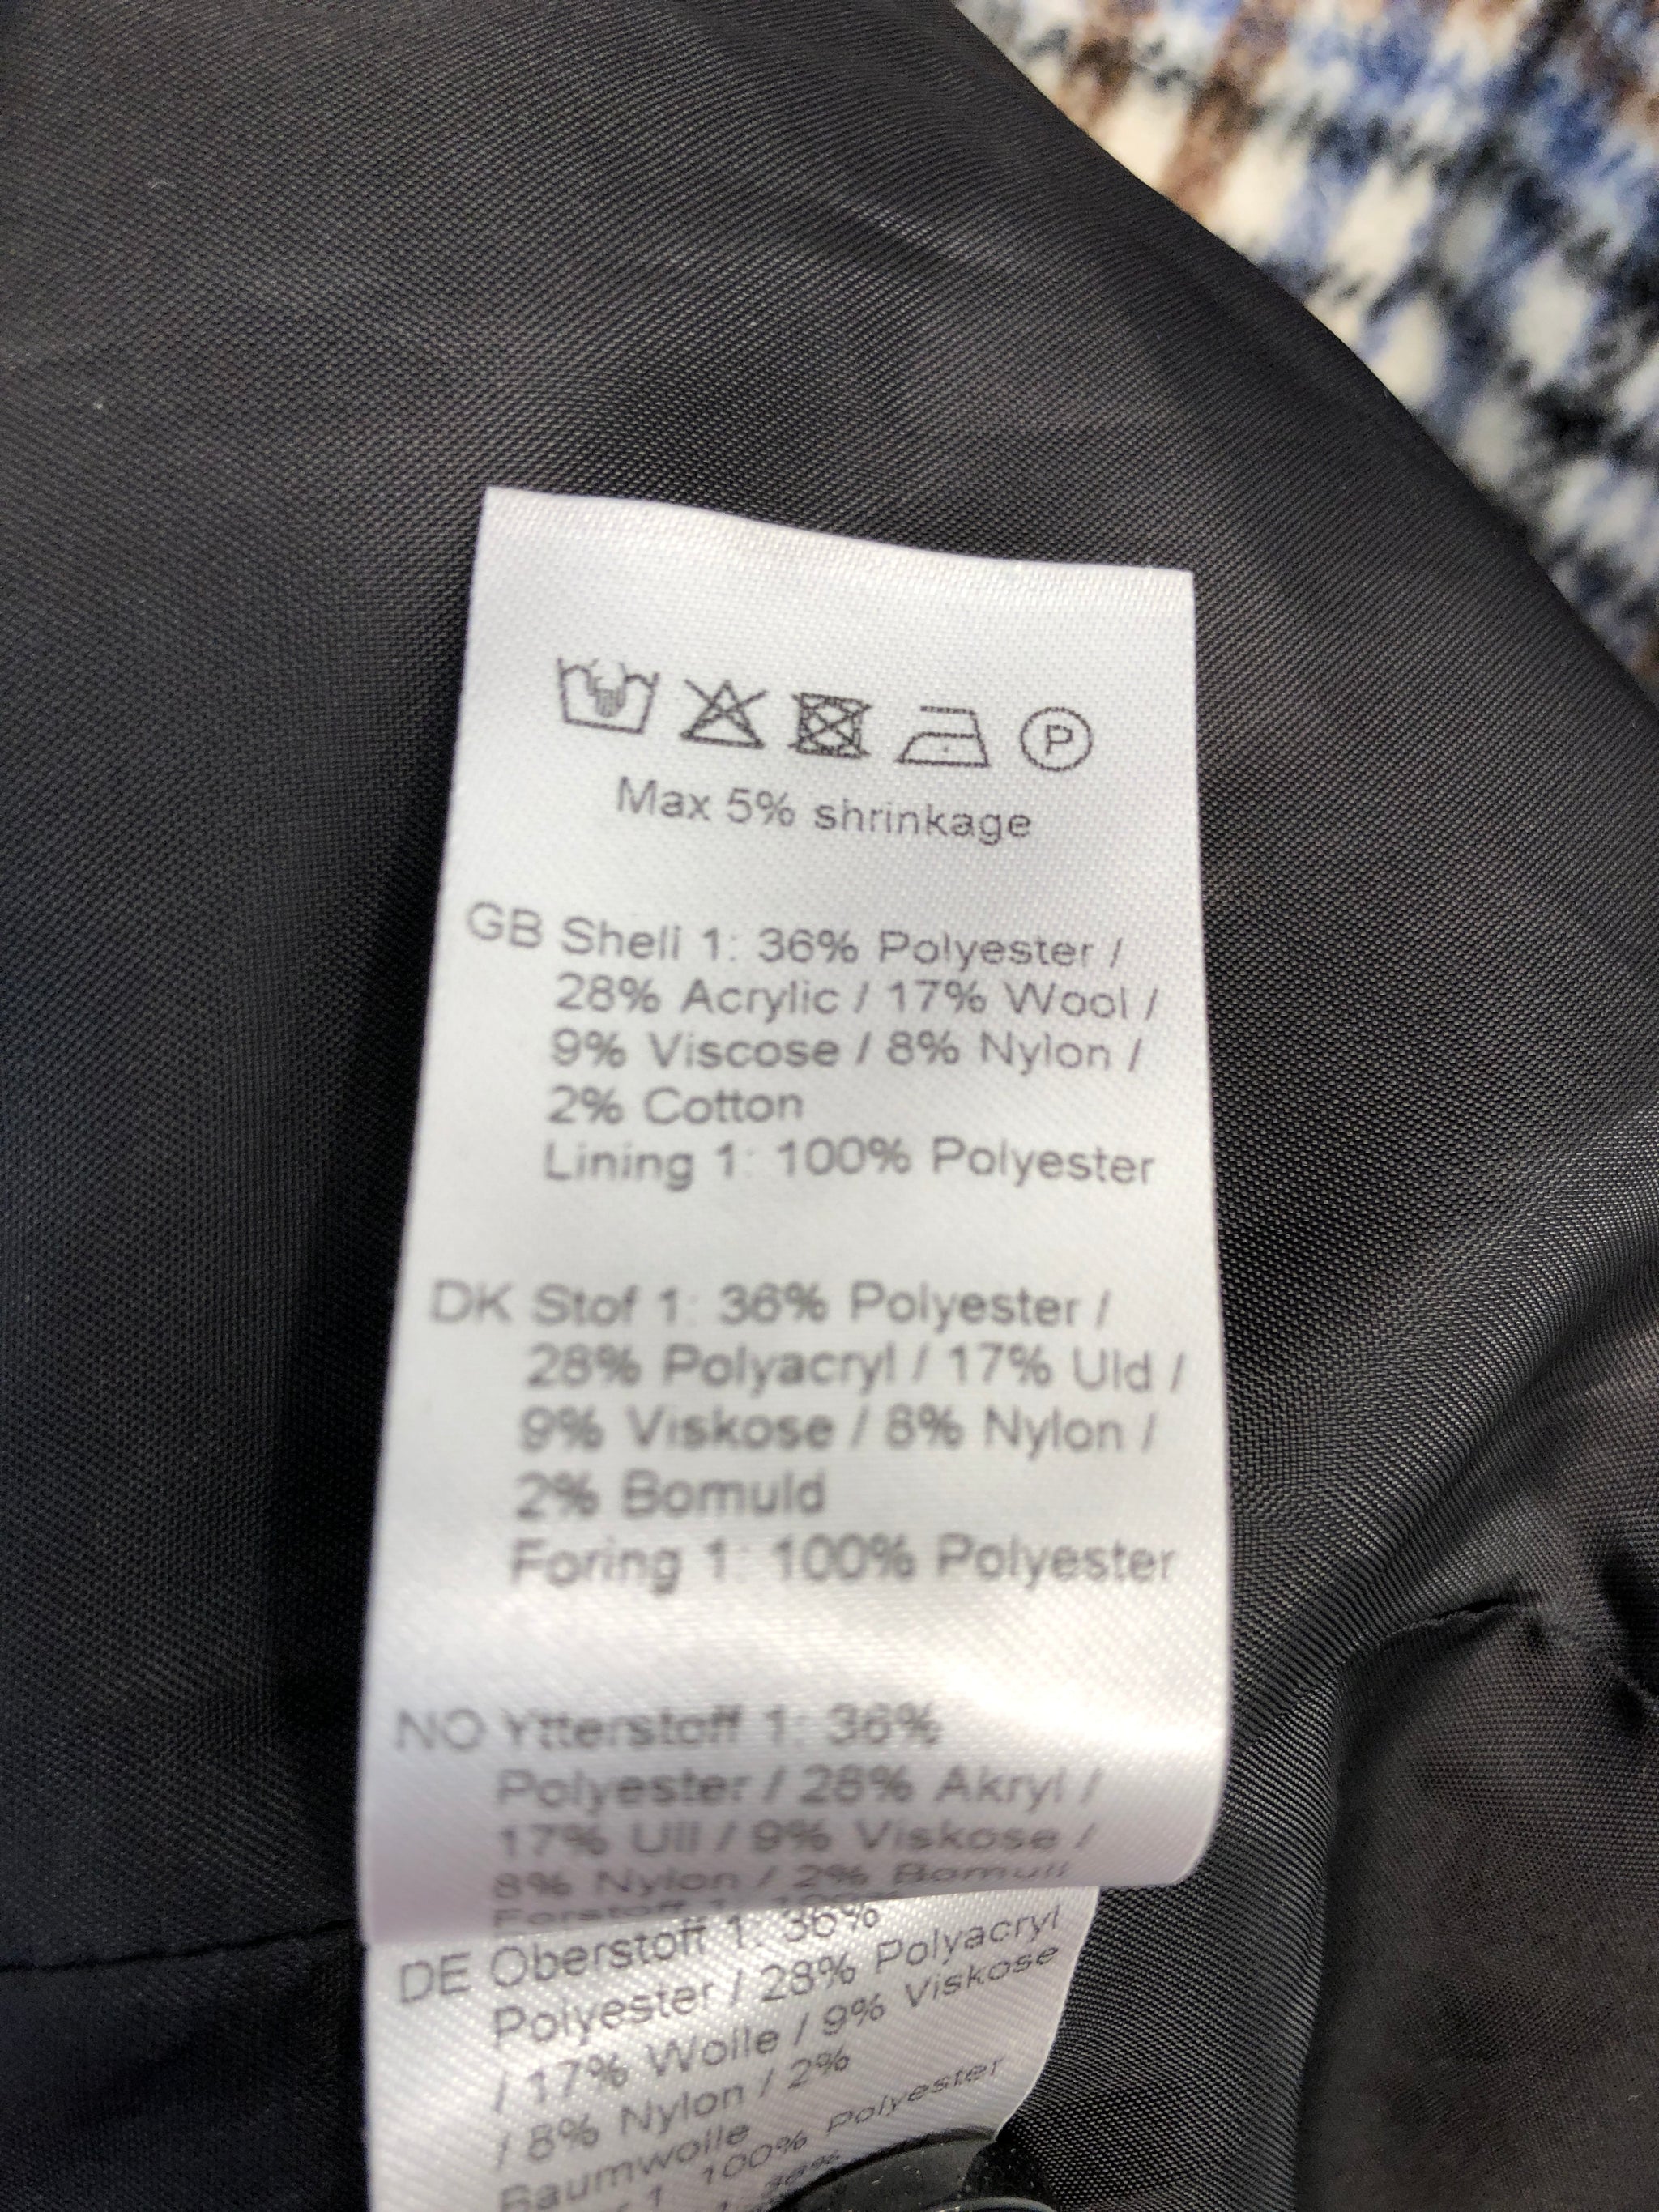 P
Max 5% shrinkage
GB Shell 1: 36% Polyester /
28% Acrylic / 17% Wool /
9% Viscose / 8% Nylon /
2% Cotton
Lining 1: 100% Polyester
DK Stof 1: 36% Polyester /
28% Polyacryl / 17% Uld /
9% Viskose / 8% Nylon /
2% Bomuld
Foring 1: 100% Polyester
NO Ytterstoff 1: 36%
Polyester / 28% Akryl /
17% Ull / 9% Viskose /
8% Nylon / 2% Bomull
DE Oberstoff 1: 36%
Polyester / 28% Polyacryl
/ 17% Wolle / 9% Viskose
/ 8% Nylon / 2%
Baumwolle
1: 100% Polyester